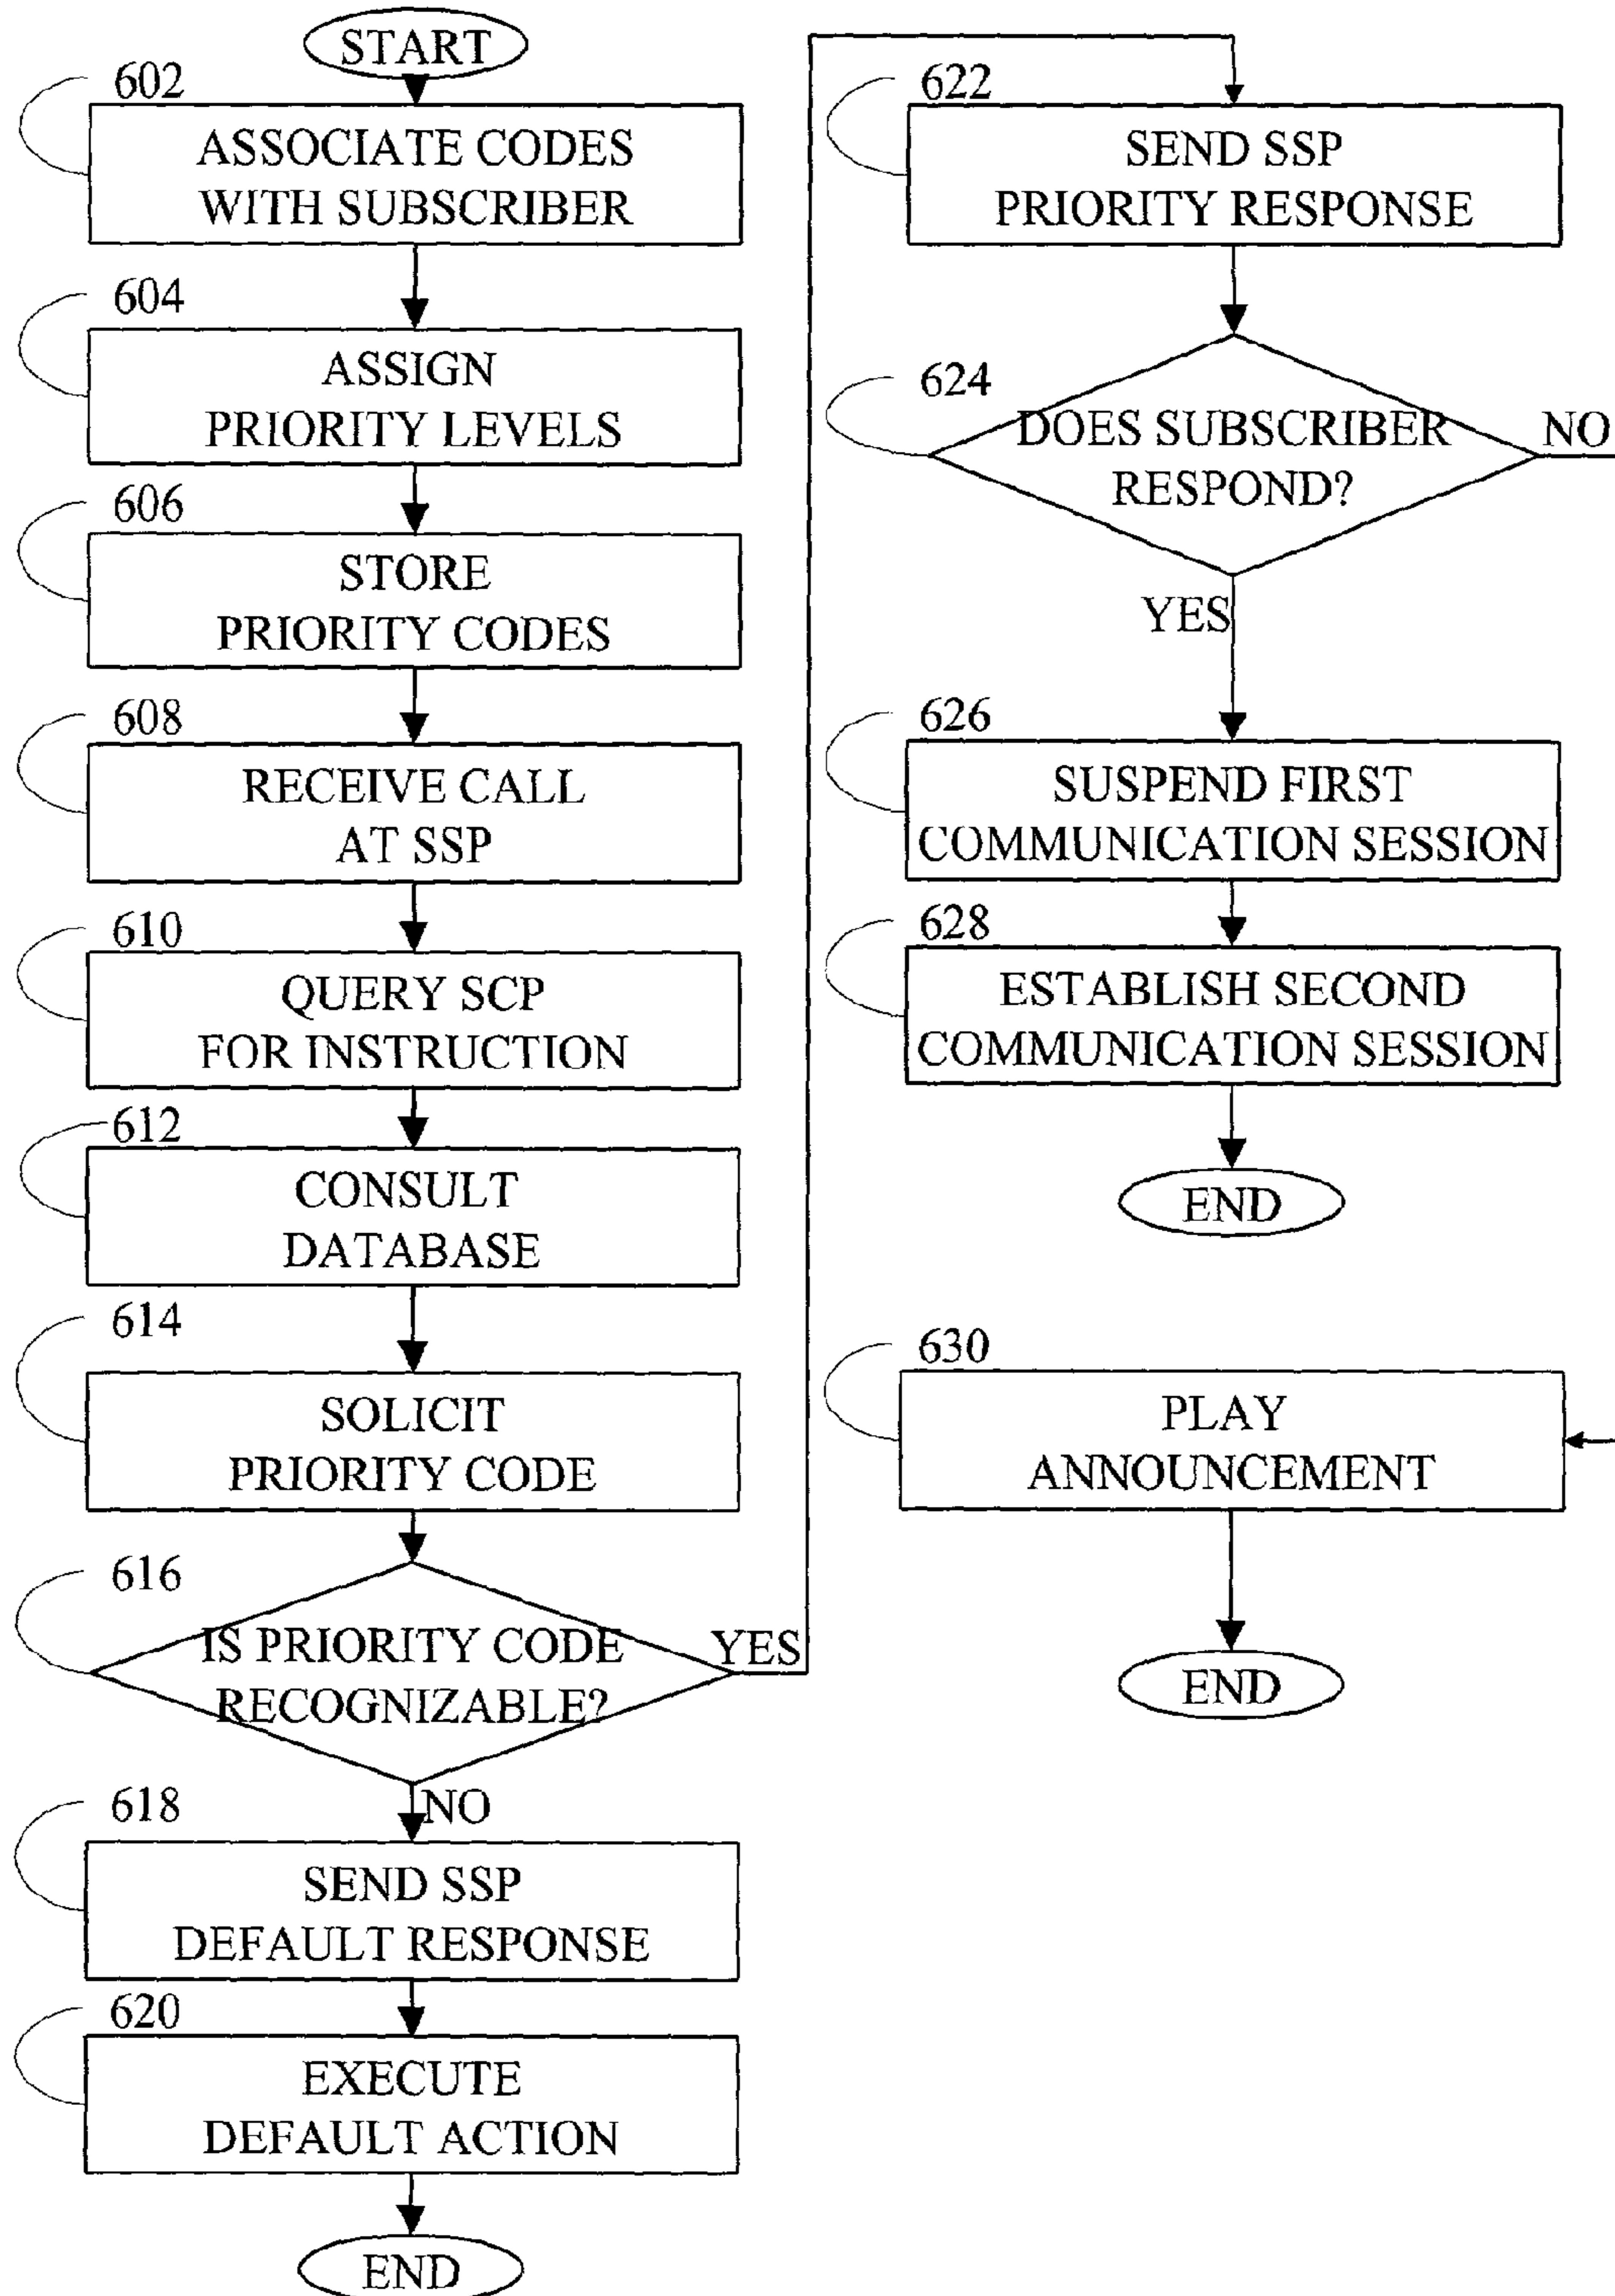 START
602
ASSOCIATE CODES
WITH SUBSCRIBER
604
ASSIGN
PRIORITY LEVELS
606
STORE
PRIORITY CODES
608
RECEIVE CALL
AT SSP
610
QUERY SCP
FOR INSTRUCTION
612
CONSULT
DATABASE
614
SOLICIT
PRIORITY CODE
616
IS PRIORITY CODE
RECOGNIZABLE?
YES
NO
618
SEND SSP
DEFAULT RESPONSE
620
EXECUTE
DEFAULT ACTION
END
622
SEND SSP
PRIORITY RESPONSE
624
DOES SUBSCRIBER
RESPOND?
NO
YES
626
SUSPEND FIRST
COMMUNICATION SESSION
628
ESTABLISH SECOND
COMMUNICATION SESSION
END
630
PLAY
ANNOUNCEMENT
END